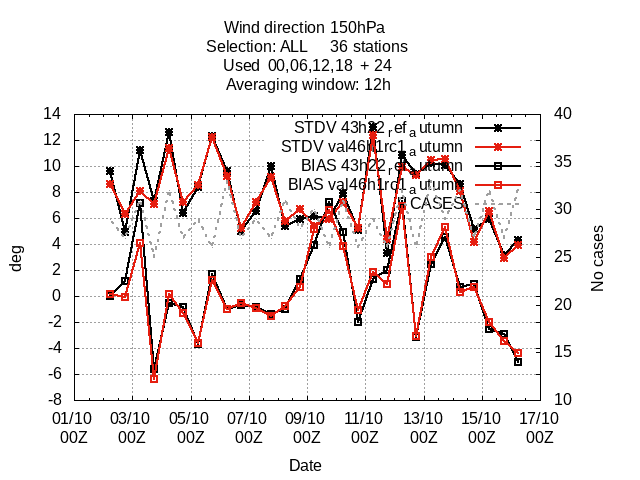 Wind direction 150hPa
Selection: ALL 36 stations
Used 00,06,12,18 + 24
Averaging window: 12h
STDV 43h22_ref_autumn
STDV val46h1rc1_autumn
BIAS 43h22_ref_autumn
BIAS val46h1rc1_autumn
CASES
14
12
10
8
6
4
2
0
-2
-4
-6
-8
deg
40
35
30
25
20
15
10
No cases
01/10 03/10 05/10 07/10 09/10 11/10 13/10 15/10 17/10
00Z 00Z 00Z 00Z 00Z 00Z 00Z 00Z 00Z
Date